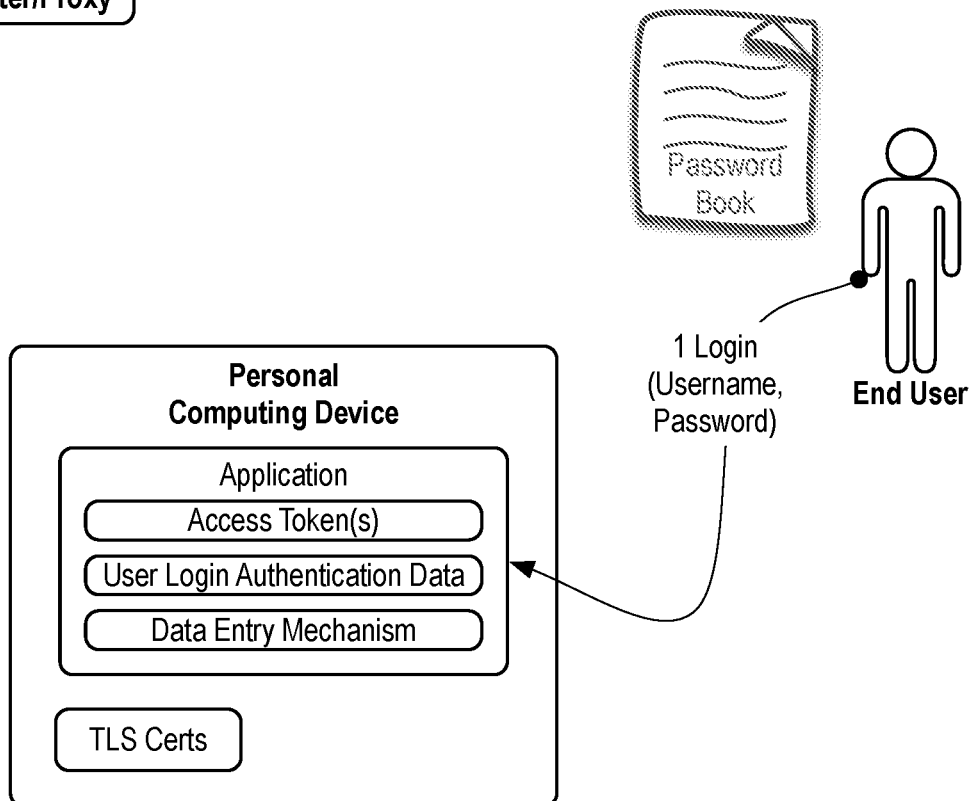 Password
Book
1 Login
(Username,
Password)
End User
Personal
Computing Device
Application
Access Token(s)
User Login Authentication Data
Data Entry Mechanism
TLS Certs